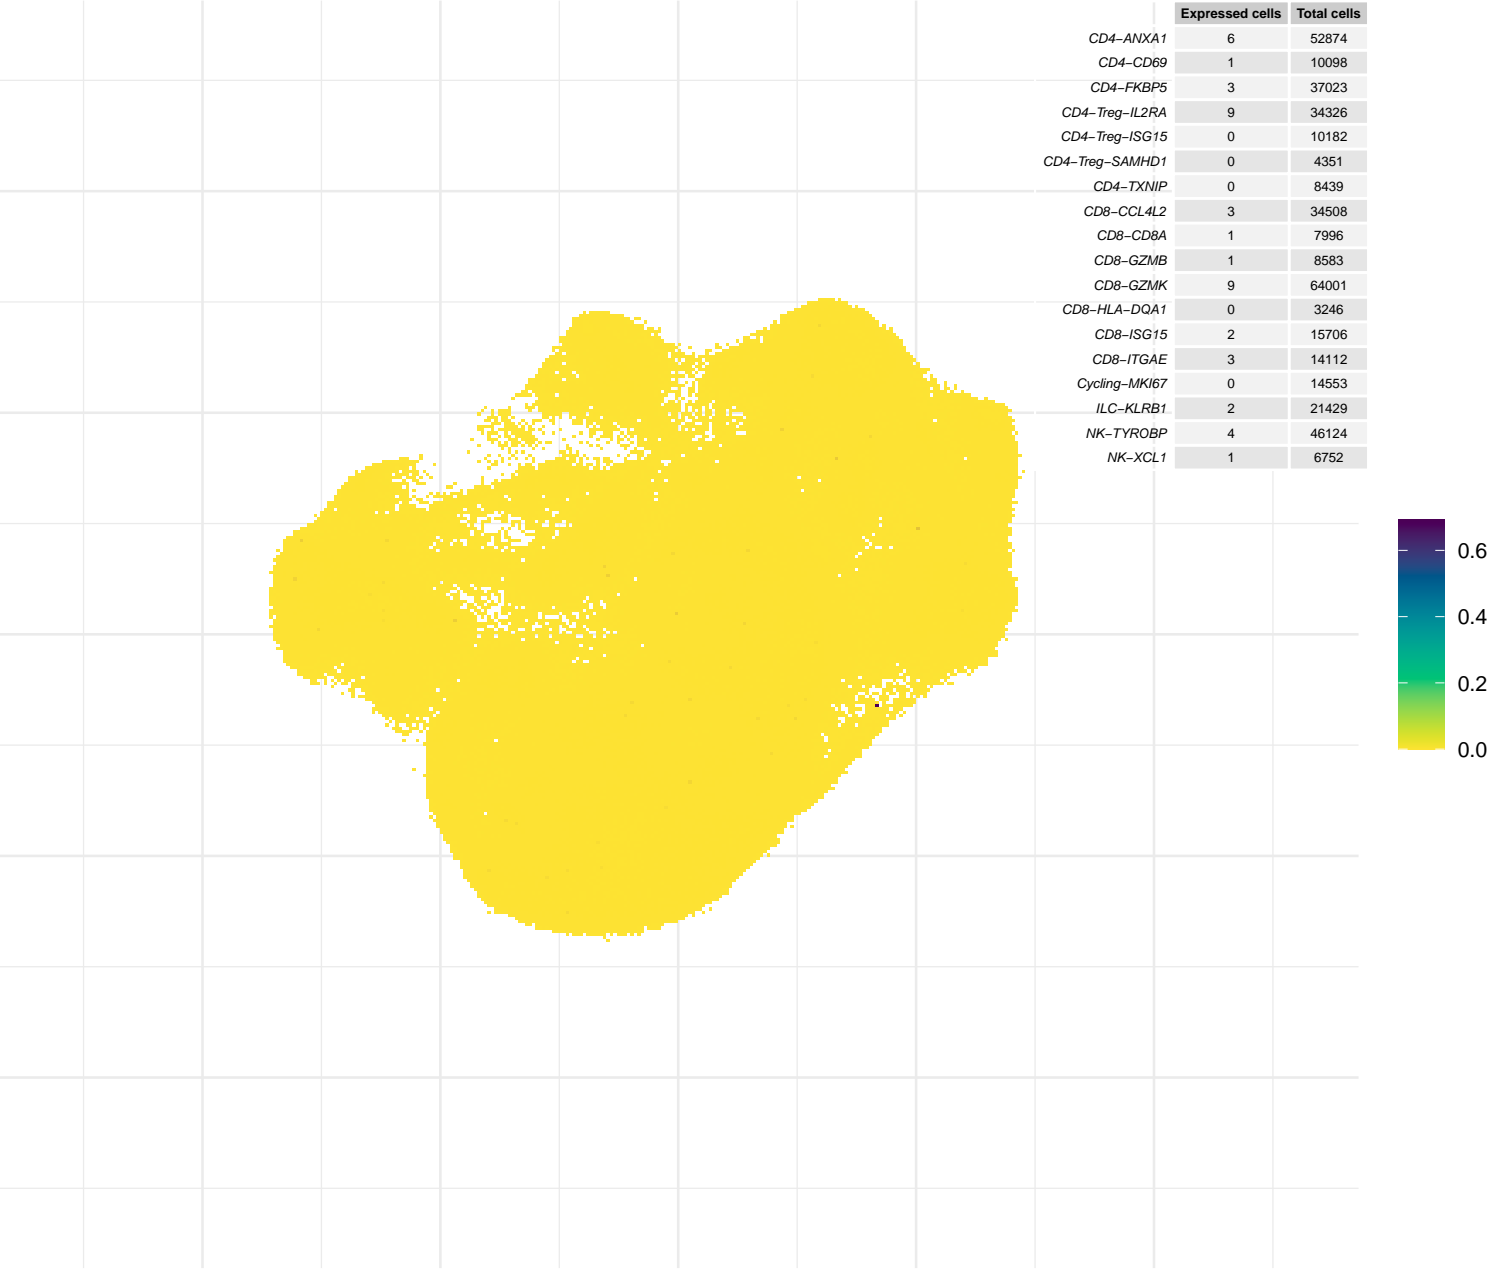 Expressed cells Total cells
CD4−ANXA1 6 52874
CD4−CD69 1 10098
CD4−FKBP5 3 37023
CD4−Treg−IL2RA 9 34326
CD4−Treg−ISG15 0 10182
CD4−Treg−SAMHD1 0 4351
CD4−TXNIP 0 8439
CD8−CCL4L2 3 34508
CD8−CD8A 1 7996
CD8−GZMB 1 8583
CD8−GZMK 9 64001
CD8−HLA−DQA1 0 3246
CD8−ISG15 2 15706
CD8−ITGAE 3 14112
Cycling−MKI67 0 14553
ILC−KLRB1 2 21429
NK−TYROBP 4 46124
NK−XCL1 1 6752
0.6
0.4
0.2
0.0